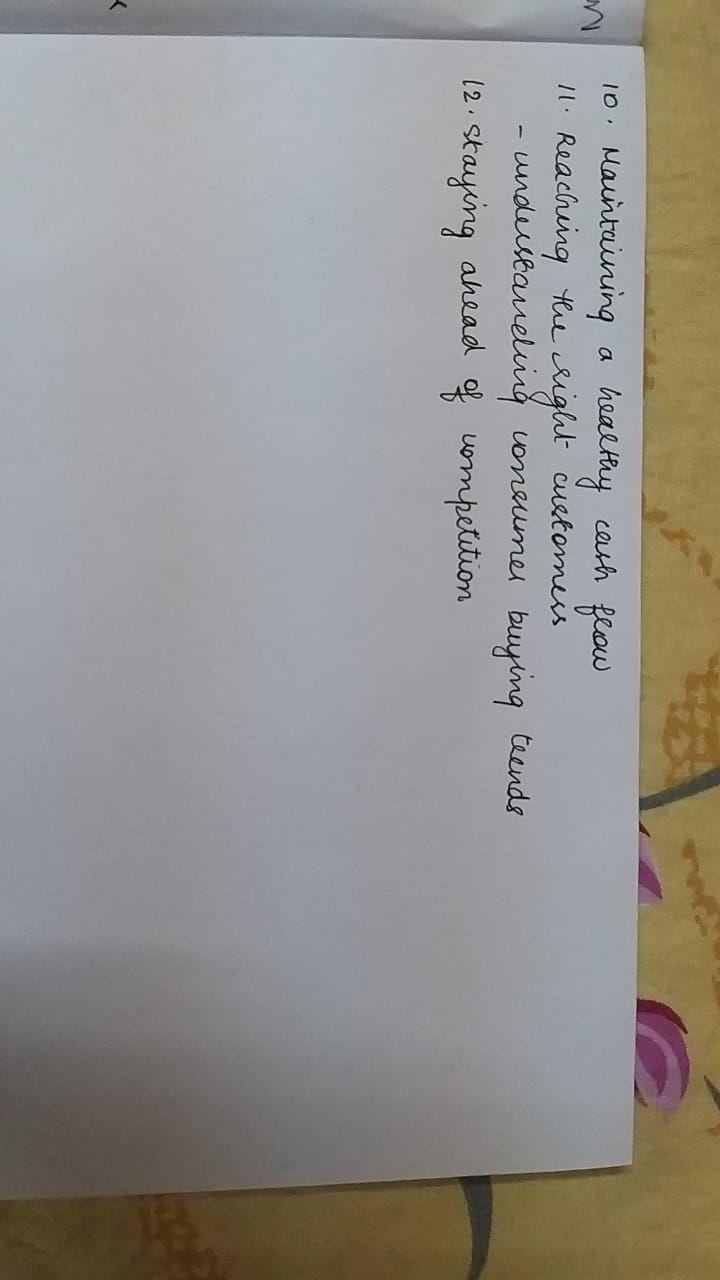 10. Maintaining a healthy cash flow
11. Reaching the right customers
- understanding consumer buying trends
12. Staying ahead of competition